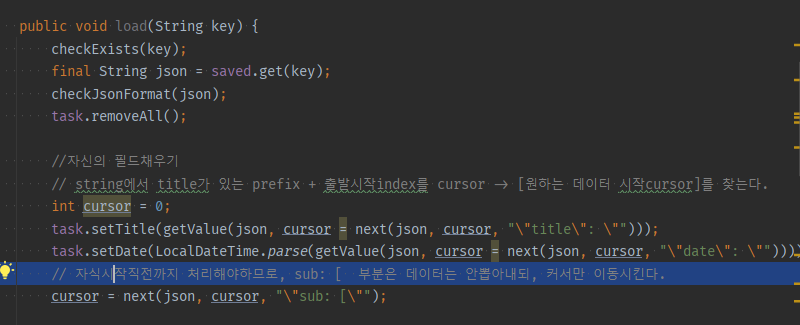 public void load(String key) {
checkExists(key);
final String json = saved.get(key);
checkJsonFormat(json);
task.removeAll();
//자신의 필드채우기
// string에서 title가 있는 prefix + 출발시작index를 cursor -> [원하는 데이터 시작cursor]를 찾는다.
int cursor = 0;
task.setTitle(getValue(json, cursor = next(json, cursor, "\"title\": \"")));
task.setDate(LocalDateTime.parse(getValue(json, cursor = next(json, cursor, "\"date\": \""))))
// 자식시작직전까지 처리해야하므로, sub: [ 부분은 데이터는 안뽑아내되, 커서만 이동시킨다.
cursor = next(json, cursor, "\"sub: [\"");